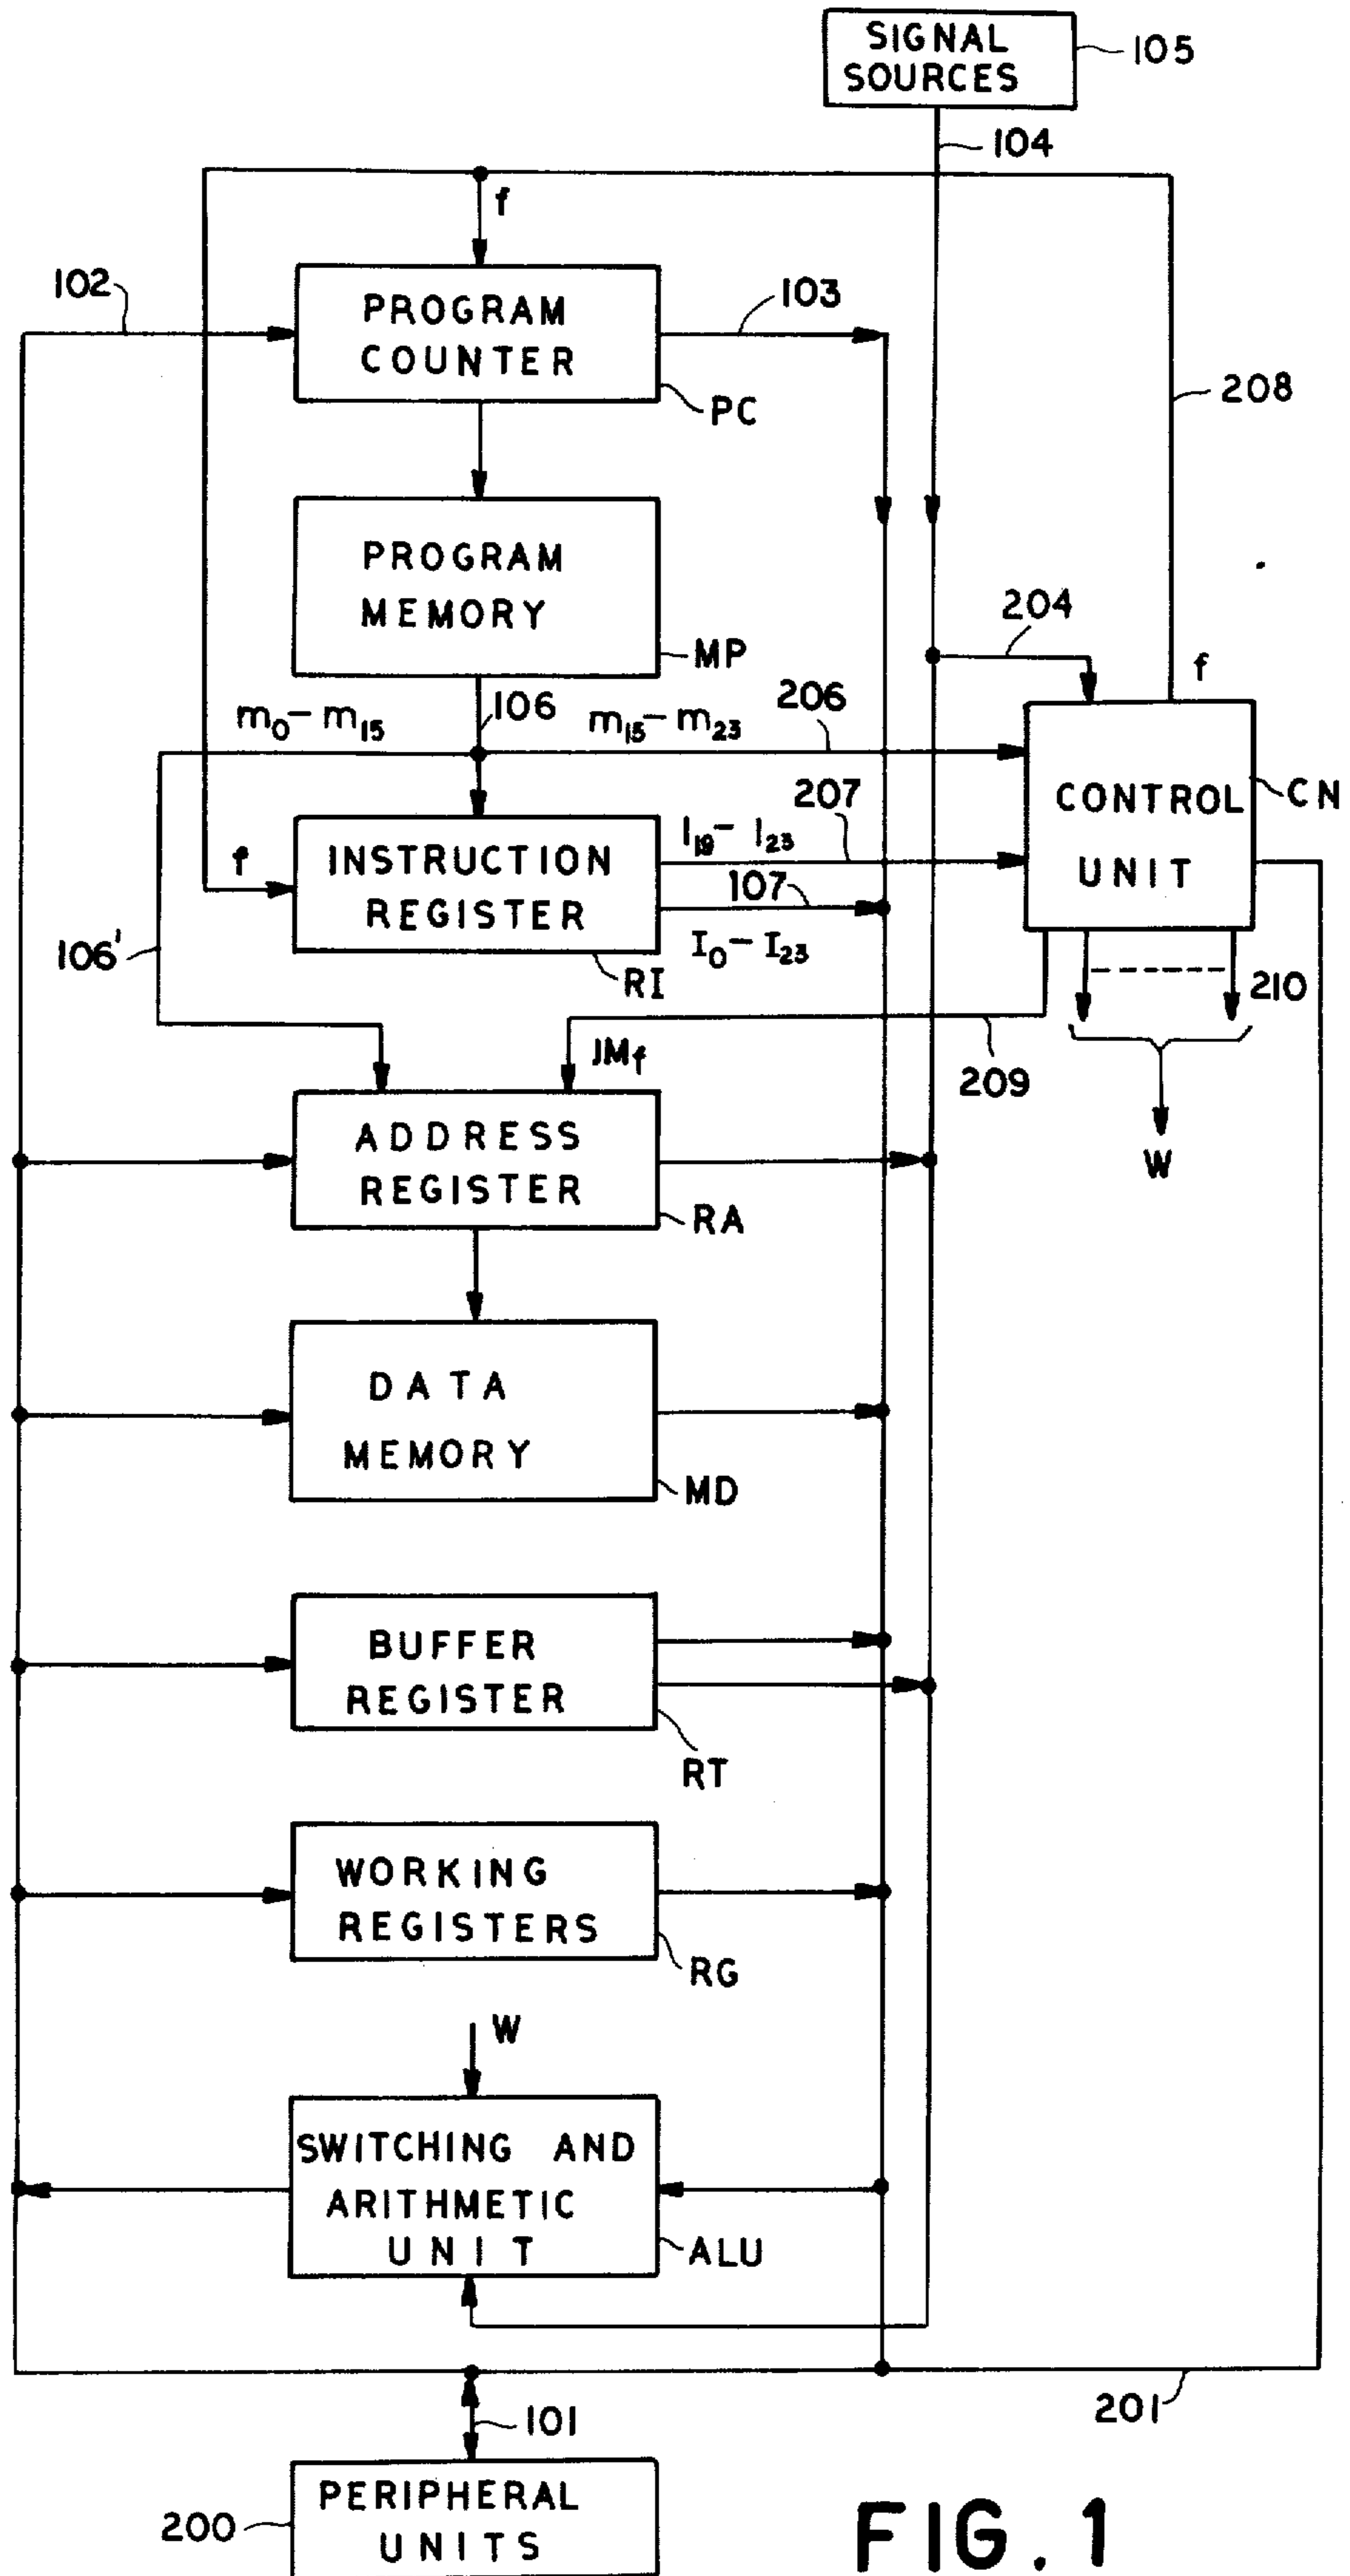 SIGNAL
SOURCES
105
104
f
102
PROGRAM
COUNTER
103
PC
208
PROGRAM
MEMORY
MP
204
f
106
m₀-m₁₅
m₁₅-m₂₃
206
CONTROL
UNIT
CN
207
I₁₉-I₂₃
f
INSTRUCTION
REGISTER
107
I₀-I₂₃
RI
106'
210
JM_f
209
W
ADDRESS
REGISTER
RA
DATA
MEMORY
MD
BUFFER
REGISTER
RT
WORKING
REGISTERS
RG
W
SWITCHING AND
ARITHMETIC
UNIT
ALU
101
201
PERIPHERAL
UNITS
200
FIG. 1